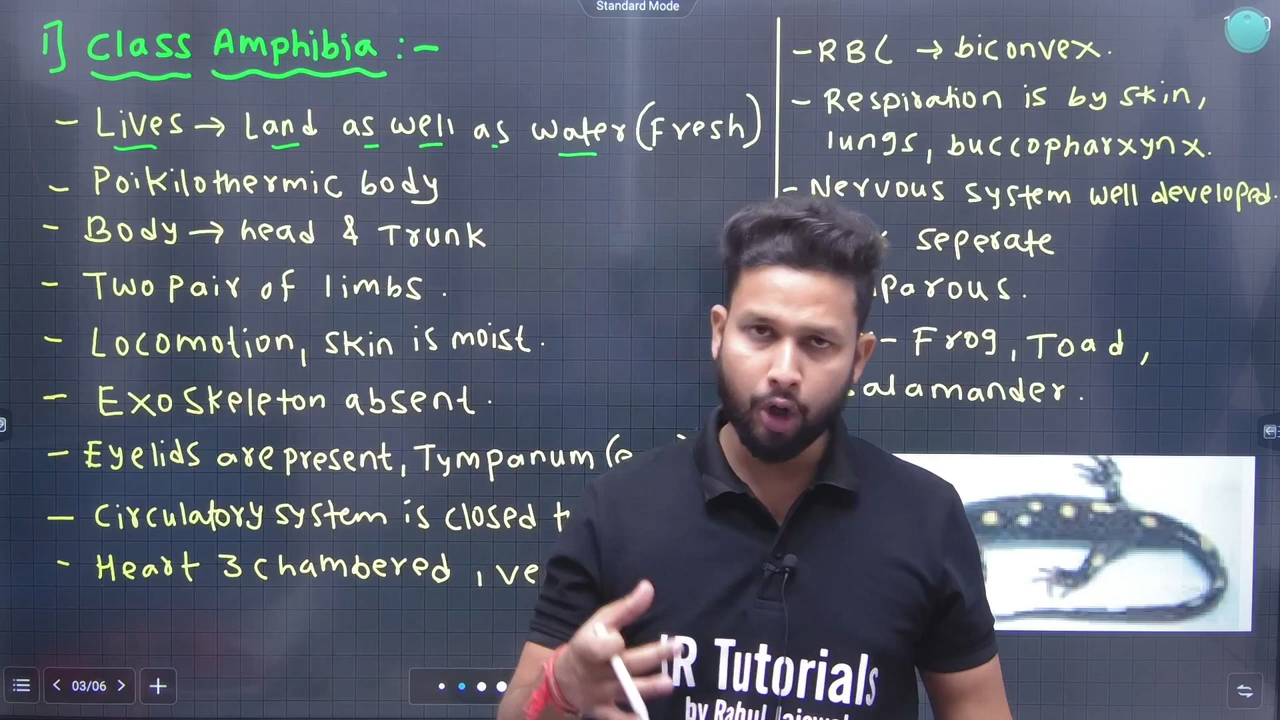 Standard Mode
1] Class Amphibia :-
- Lives → Land as well as water (Fresh)
- Poikilothermic body
- Body → head & Trunk
- Two pair of limbs .
- Locomotion, skin is moist .
- Exoskeleton absent .
- Eyelids are present, Tympanum (e
- Circulatory system is closed t
- Heart 3 chambered , ve
- RBC → biconvex .
- Respiration is by skin,
lungs, buccopharxynx.
- Nervous system well developed.
seperate
parous .
- Frog, Toad ,
alamander .
03/06
IR Tutorials
by Rahul Jaiswal